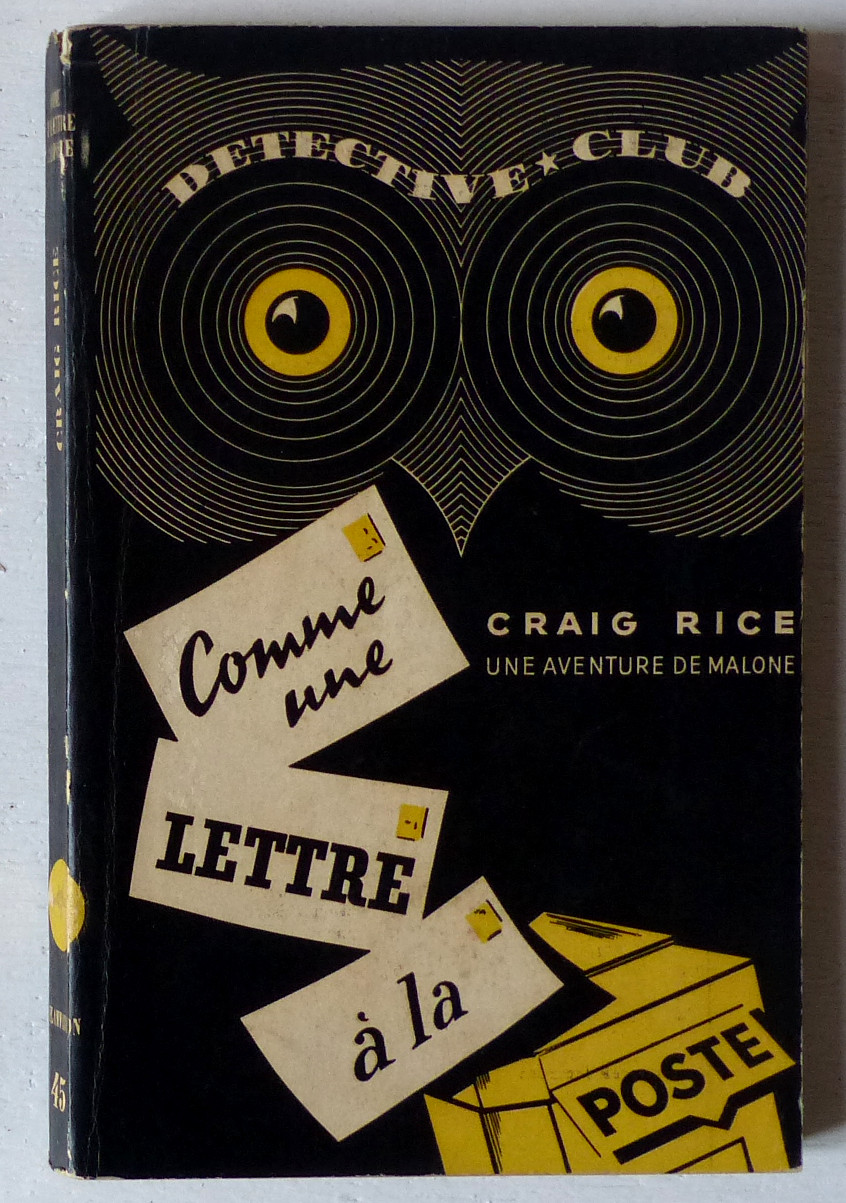 DETECTIVE★CLUB
CRAIG RICE
UNE AVENTURE DE MALONE
Comme
une
LETTRE
à la
POSTE
CRAIG RICE
45